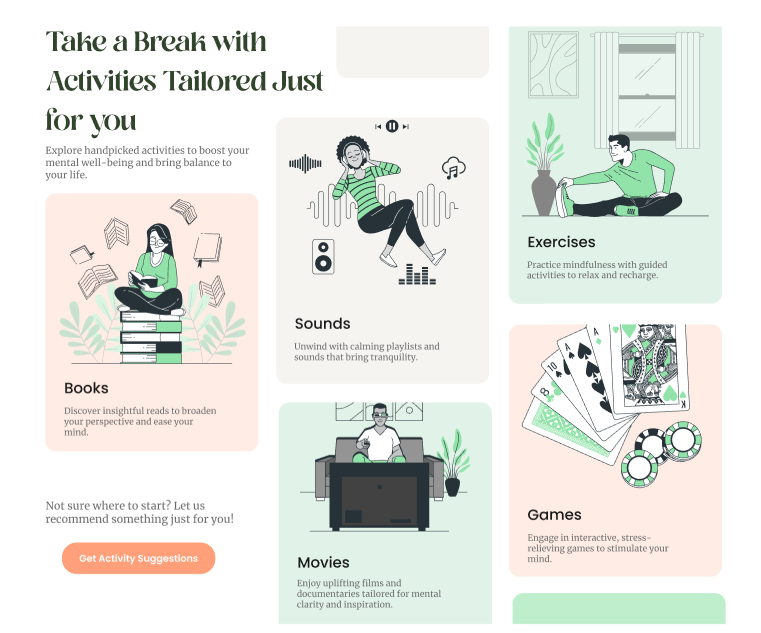 Take a Break with
Activities Tailored Just
for you
Explore handpicked activities to boost your
mental well-being and bring balance to
your life.
Books
Discover insightful reads to broaden
your perspective and ease your
mind.
Not sure where to start? Let us
recommend something just for you!
Get Activity Suggestions
Sounds
Unwind with calming playlists and
sounds that bring tranquility.
Movies
Enjoy uplifting films and
documentaries tailored for mental
clarity and inspiration.
Exercises
Practice mindfulness with guided
activities to relax and recharge.
8
10
A
A
K
Games
Engage in interactive, stress-
relieving games to stimulate your
mind.